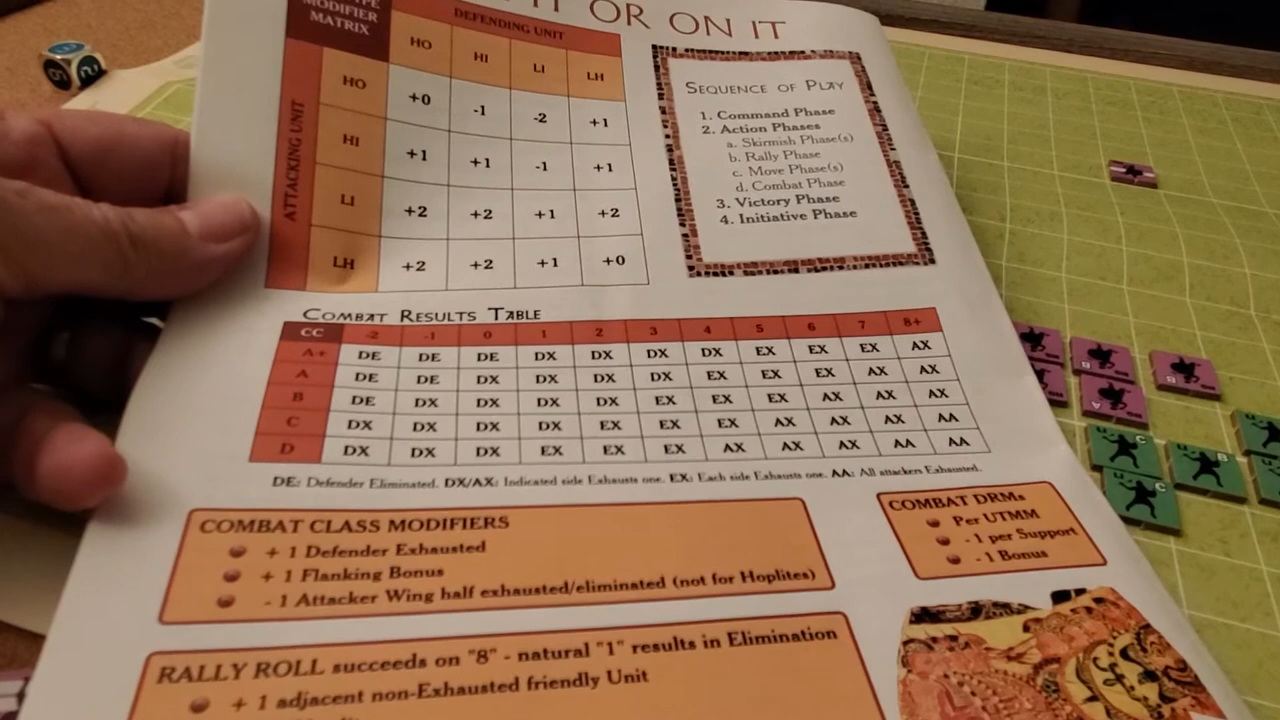 IT OR ON IT
MODIFIER
MATRIX
DEFENDING UNIT
HO HI LI LH
ATTACKING UNIT
HO +0 -1 -2 +1
HI +1 +1 -1 +1
LI +2 +2 +1 +2
LH +2 +2 +1 +0
SEQUENCE OF PLAY
1. Command Phase
2. Action Phases
a. Skirmish Phase(s)
b. Rally Phase
c. Move Phase(s)
d. Combat Phase
3. Victory Phase
4. Initiative Phase
COMBAT RESULTS TABLE
CC -2 -1 0 1 2 3 4 5 6 7 8+
A+ DE DE DE DX DX DX DX EX EX EX AX
A DE DE DX DX DX DX EX EX EX AX AX
B DE DX DX DX DX EX EX EX AX AX AX
C DX DX DX DX EX EX EX AX AX AX AA
D DX DX DX EX EX EX AX AX AX AA AA
DE: Defender Eliminated. DX/AX: Indicated side Exhausts one. EX: Each side Exhausts one. AA: All attackers Exhausted.
COMBAT CLASS MODIFIERS
+ 1 Defender Exhausted
+ 1 Flanking Bonus
- 1 Attacker Wing half exhausted/eliminated (not for Hoplites)
COMBAT DRMs
Per UTMM
- 1 per Support
- 1 Bonus
RALLY ROLL succeeds on "8" - natural "1" results in Elimination
+ 1 adjacent non-Exhausted friendly Unit